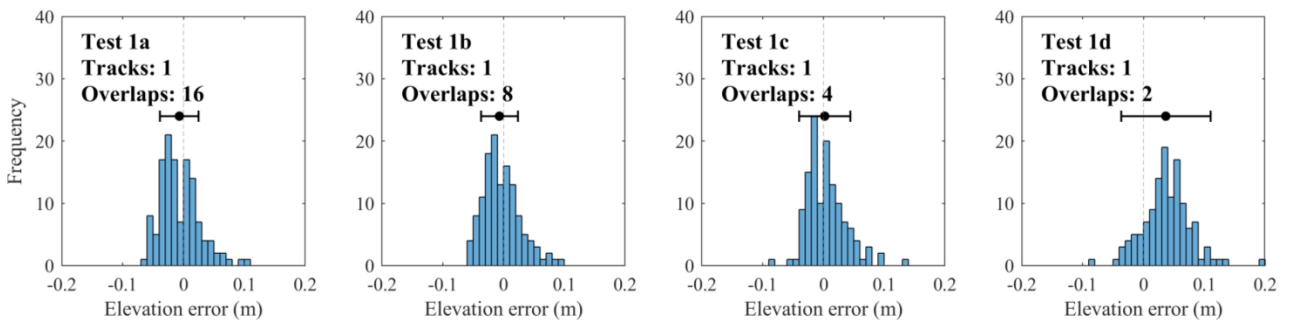 40
30
20
10
0
Frequency
Test 1a
Tracks: 1
Overlaps: 16
-0.2 -0.1 0 0.1 0.2
Elevation error (m)
40
30
20
10
0
Test 1b
Tracks: 1
Overlaps: 8
-0.2 -0.1 0 0.1 0.2
Elevation error (m)
40
30
20
10
0
Test 1c
Tracks: 1
Overlaps: 4
-0.2 -0.1 0 0.1 0.2
Elevation error (m)
40
30
20
10
0
Test 1d
Tracks: 1
Overlaps: 2
-0.2 -0.1 0 0.1 0.2
Elevation error (m)